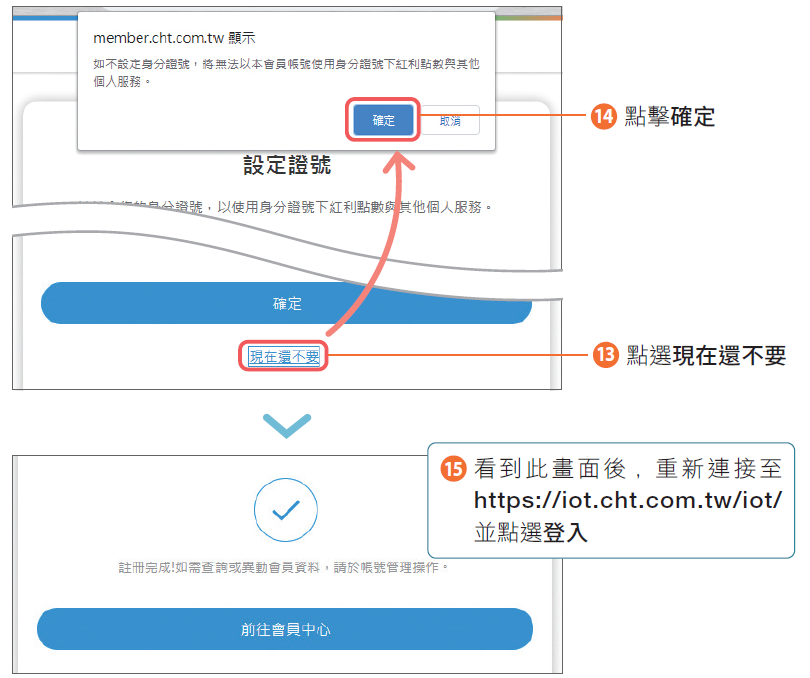 member.cht.com.tw 顯示
如不設定身分證號，將無法以本會員帳號使用身分證號下紅利點數與其他
個人服務。
確定
取消
14 點擊確定
設定證號
身分證號，以使用身分證號下紅利點數與其他個人服務。
確定
現在還不要
13 點選現在還不要
15 看到此畫面後，重新連接至
https://iot.cht.com.tw/iot/
並點選登入
註冊完成!如需查詢或異動會員資料，請於帳號管理操作。
前往會員中心